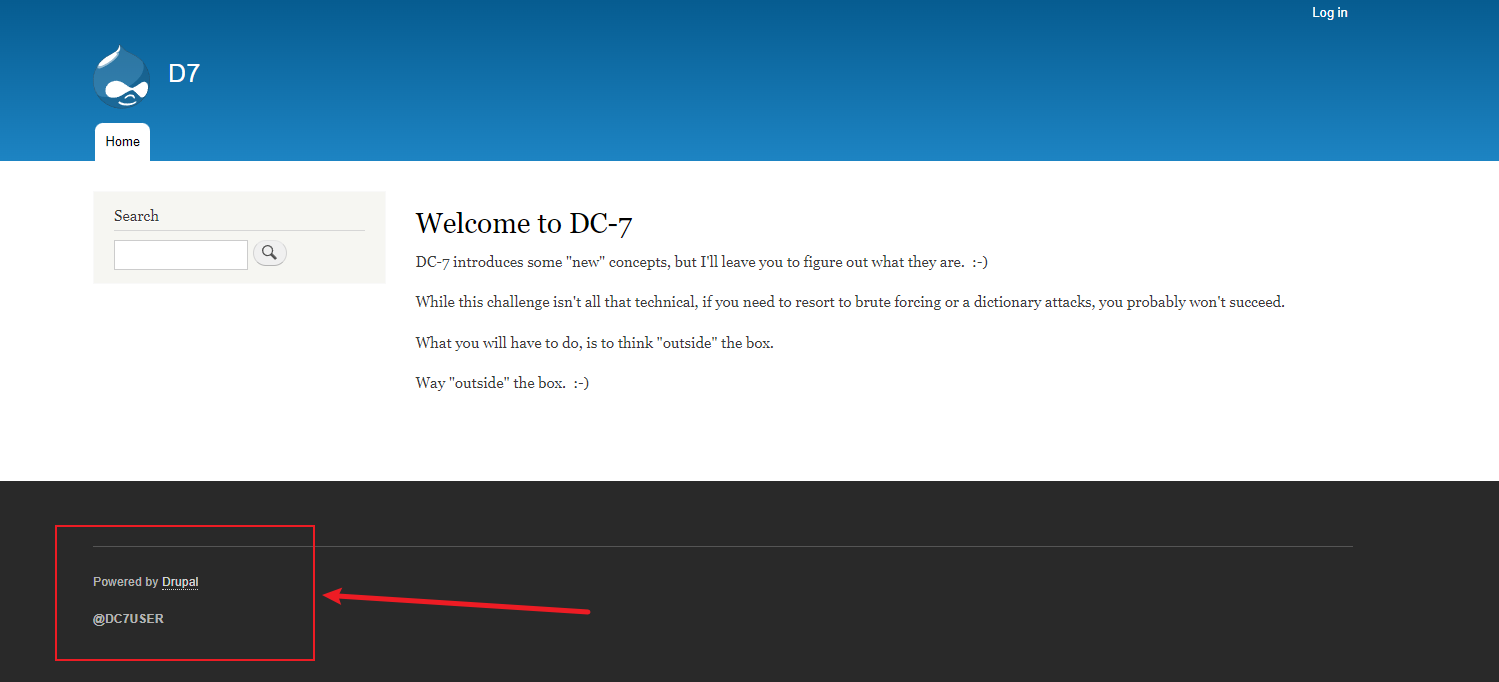 Log in
D7
Home
Search
Welcome to DC-7
DC-7 introduces some "new" concepts, but I'll leave you to figure out what they are.  :-)
While this challenge isn't all that technical, if you need to resort to brute forcing or a dictionary attacks, you probably won't succeed.
What you will have to do, is to think "outside" the box.
Way "outside" the box.  :-)
Powered by Drupal
@DC7USER